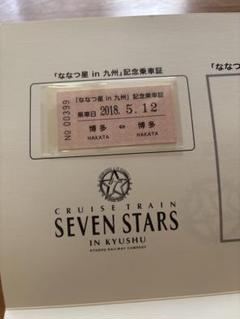 「ななつ星 in 九州」記念乗車証
「ななつ星 in 九州」記念乗車証
乗車日 2018. 5. 12
博多 ⇔ 博多
HAKATA HAKATA
№ 00399
CRUISE TRAIN
SEVEN STARS
IN KYUSHU
KYUSHU RAILWAY COMPANY
「ななつ星